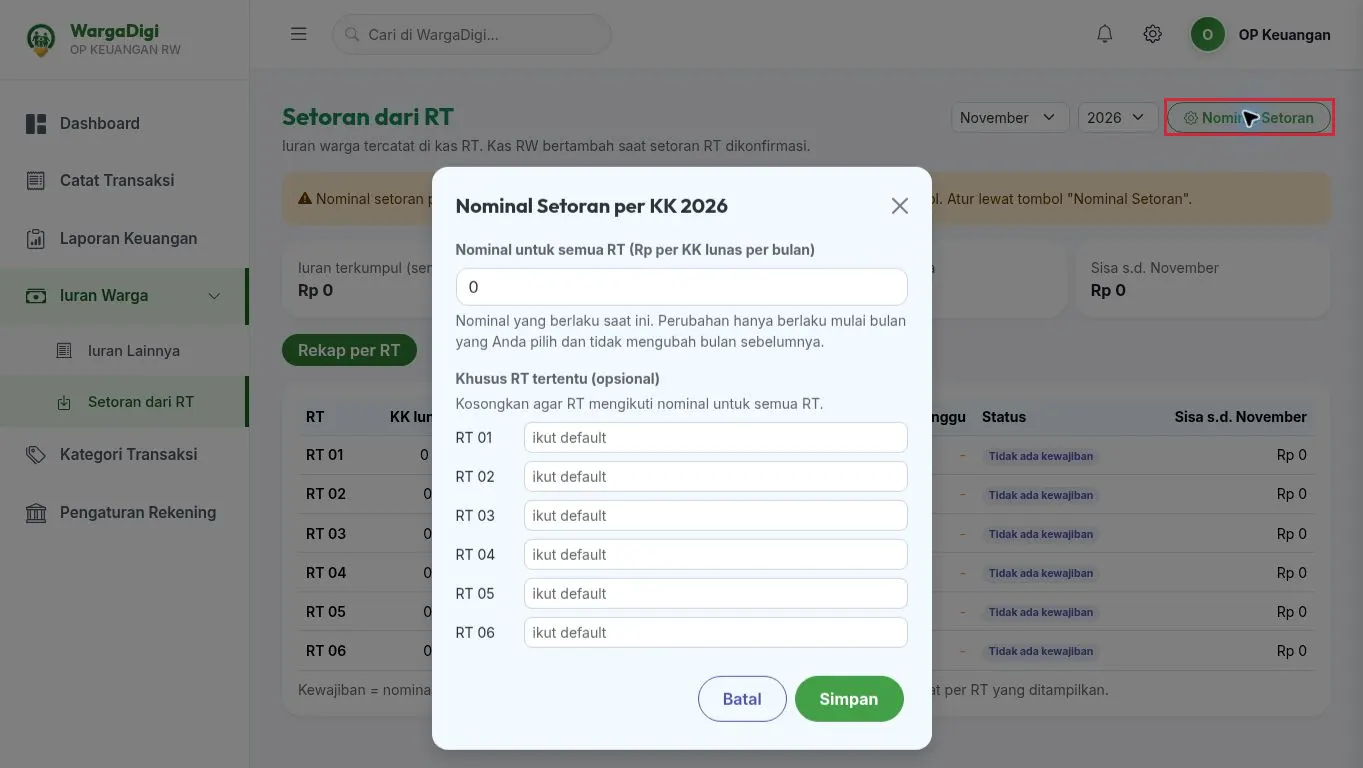 WargaDigi
OP KEUANGAN RW
Cari di WargaDigi...
O
OP Keuangan
Dashboard
Catat Transaksi
Laporan Keuangan
Iuran Warga
Iuran Lainnya
Setoran dari RT
Kategori Transaksi
Pengaturan Rekening
Setoran dari RT
November
2026
Setoran
Iuran warga tercatat di kas RT. Kas RW bertambah saat setoran RT dikonfirmasi.
Nominal setoran
Atur lewat tombol "Nominal Setoran".
Iuran terkumpul
Rp 0
Sisa s.d. November
Rp 0
Rekap per RT
RT
KK
Status
Sisa s.d. November
RT 01
0
-
Tidak ada kewajiban
Rp 0
RT 02
0
-
Tidak ada kewajiban
Rp 0
RT 03
0
-
Tidak ada kewajiban
Rp 0
RT 04
0
-
Tidak ada kewajiban
Rp 0
RT 05
0
-
Tidak ada kewajiban
Rp 0
RT 06
0
-
Tidak ada kewajiban
Rp 0
Kewajiban =
per RT yang ditampilkan.
Nominal Setoran per KK 2026
Nominal untuk semua RT (Rp per KK lunas per bulan)
0
Nominal yang berlaku saat ini. Perubahan hanya berlaku mulai bulan
yang Anda pilih dan tidak mengubah bulan sebelumnya.
Khusus RT tertentu (opsional)
Kosongkan agar RT mengikuti nominal untuk semua RT.
RT 01
ikut default
RT 02
ikut default
RT 03
ikut default
RT 04
ikut default
RT 05
ikut default
RT 06
ikut default
Batal
Simpan